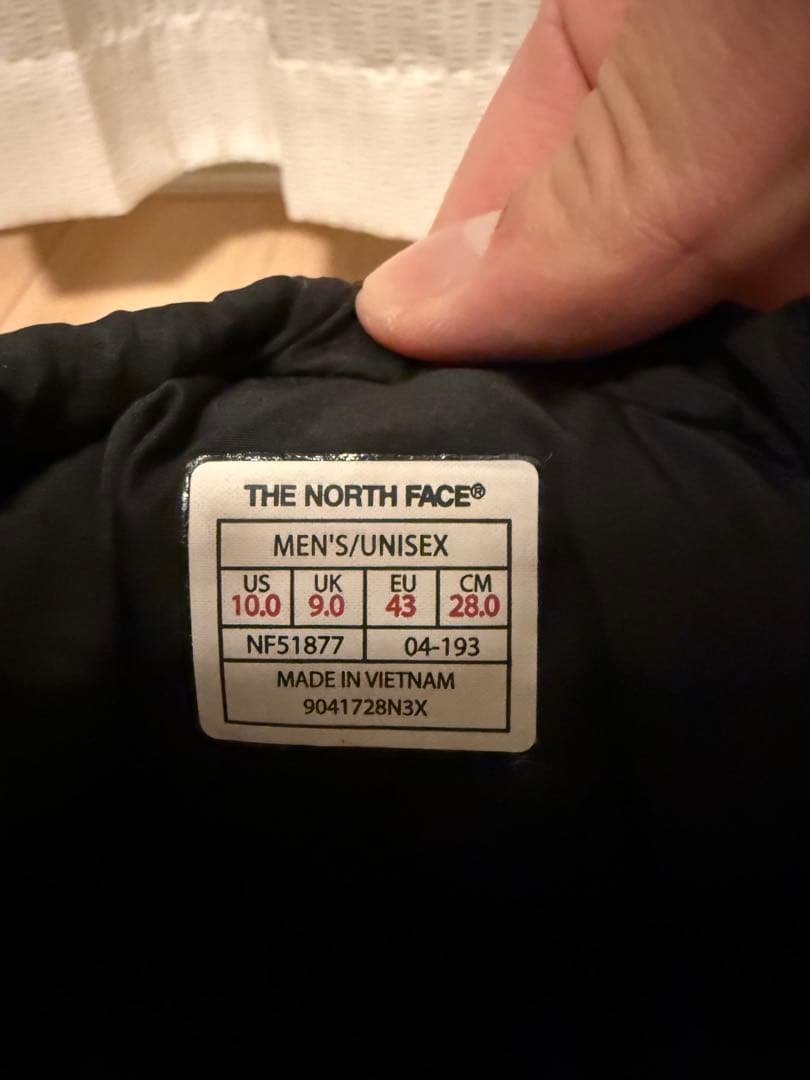 THE NORTH FACE®
MEN'S/UNISEX
US UK EU CM
10.0 9.0 43 28.0
NF51877 04-193
MADE IN VIETNAM
9041728N3X